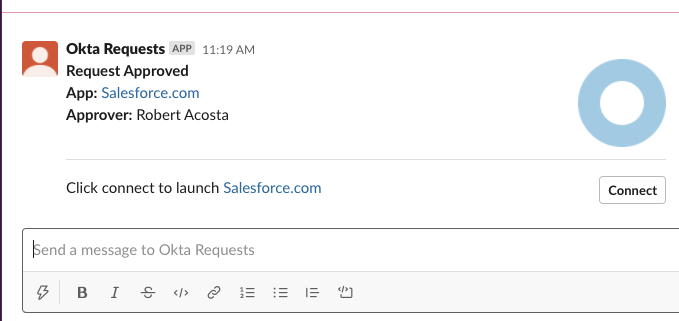 Okta Requests APP 11:19 AM
Request Approved
App: Salesforce.com
Approver: Robert Acosta
Click connect to launch Salesforce.com
Connect
Send a message to Okta Requests
B I S </>